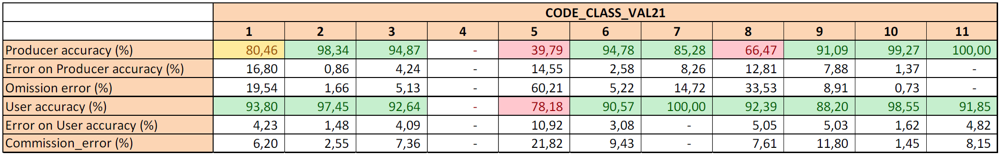 CODE_CLASS_VAL21
1 2 3 4 5 6 7 8 9 10 11
Producer accuracy (%) 80,46 98,34 94,87 - 39,79 94,78 85,28 66,47 91,09 99,27 100,00
Error on Producer accuracy (%) 16,80 0,86 4,24 - 14,55 2,58 8,26 12,81 7,88 1,37 -
Omission error (%) 19,54 1,66 5,13 - 60,21 5,22 14,72 33,53 8,91 0,73 -
User accuracy (%) 93,80 97,45 92,64 - 78,18 90,57 100,00 92,39 88,20 98,55 91,85
Error on User accuracy (%) 4,23 1,48 4,09 - 10,92 3,08 - 5,05 5,03 1,62 4,82
Commission_error (%) 6,20 2,55 7,36 - 21,82 9,43 - 7,61 11,80 1,45 8,15